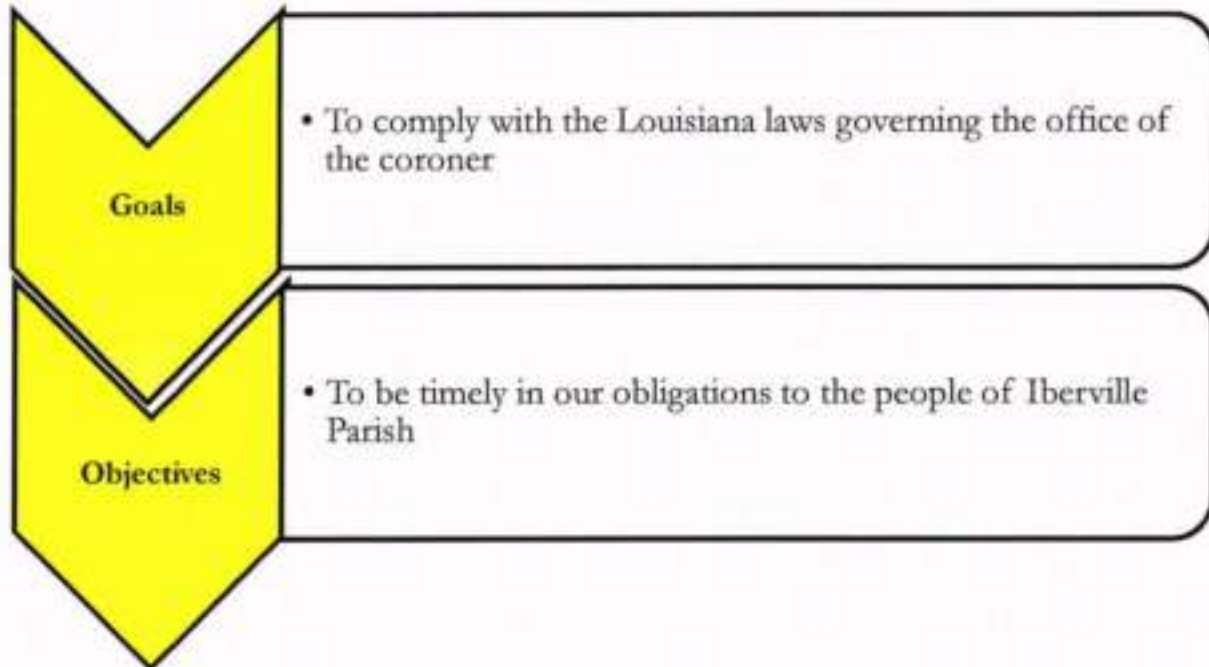 Goals
• To comply with the Louisiana laws governing the office of
the coroner
Objectives
• To be timely in our obligations to the people of Iberville
Parish